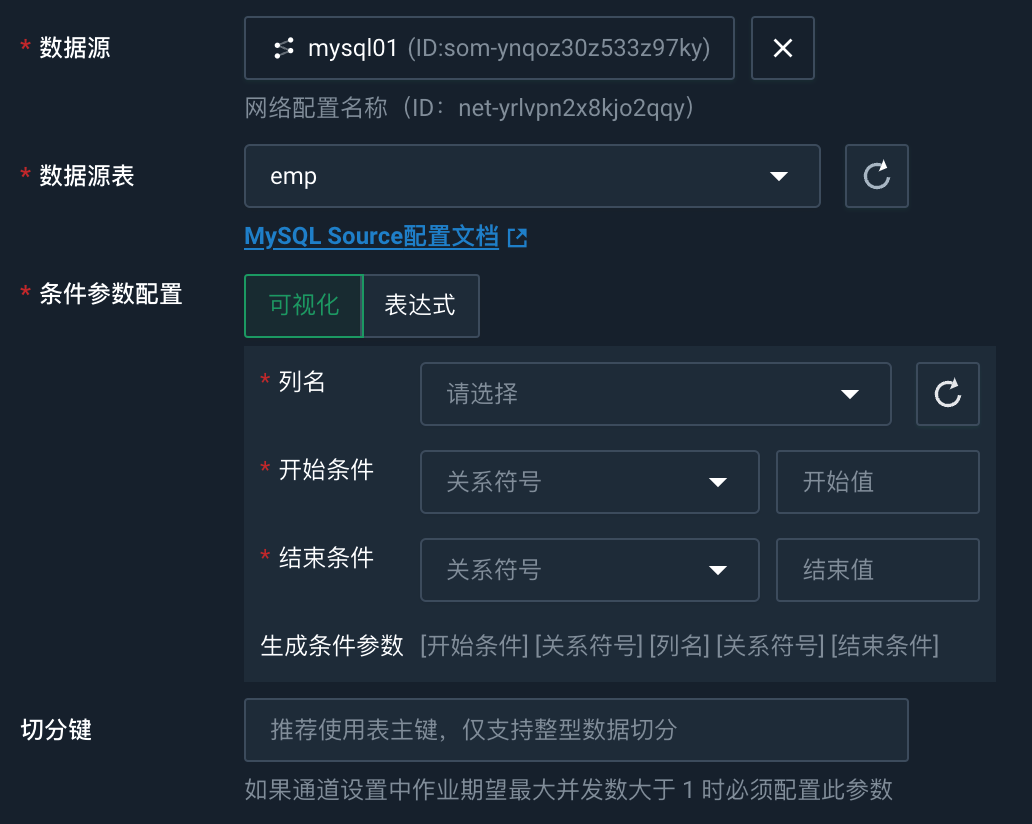 * 数据源 mysql01 (ID:som-ynqoz30z533z97ky)
网络配置名称（ID：net-yrlvpn2x8kjo2qqy）
* 数据源表 emp
MySQL Source配置文档
* 条件参数配置 可视化 表达式
* 列名 请选择
* 开始条件 关系符号 开始值
* 结束条件 关系符号 结束值
生成条件参数 [开始条件] [关系符号] [列名] [关系符号] [结束条件]
切分键 推荐使用表主键，仅支持整型数据切分
如果通道设置中作业期望最大并发数大于 1 时必须配置此参数